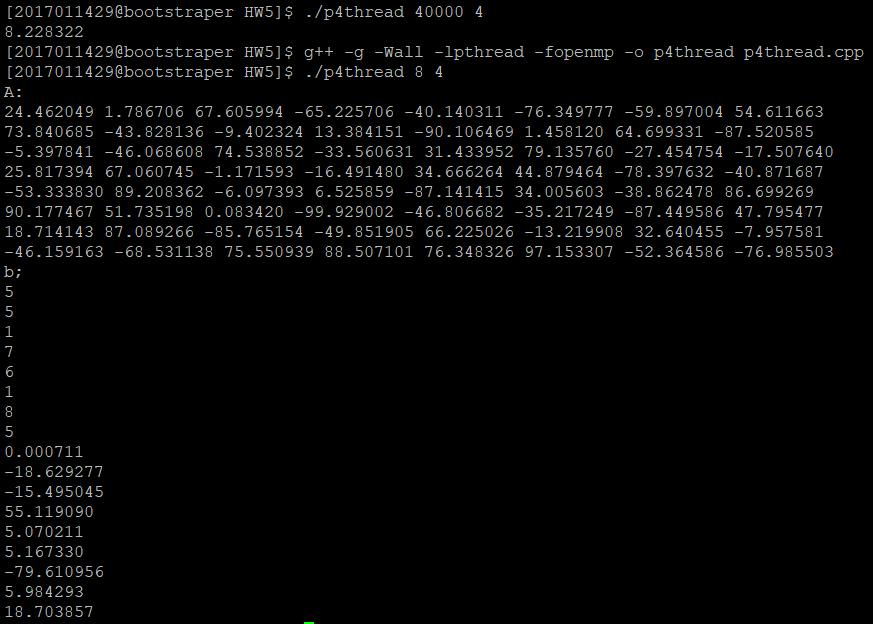 [2017011429@bootstraper HW5]$ ./p4thread 40000 4
8.228322
[2017011429@bootstraper HW5]$ g++ -g -Wall -lpthread -fopenmp -o p4thread p4thread.cpp
[2017011429@bootstraper HW5]$ ./p4thread 8 4
A:
24.462049 1.786706 67.605994 -65.225706 -40.140311 -76.349777 -59.897004 54.611663
73.840685 -43.828136 -9.402324 13.384151 -90.106469 1.458120 64.699331 -87.520585
-5.397841 -46.068608 74.538852 -33.560631 31.433952 79.135760 -27.454754 -17.507640
25.817394 67.060745 -1.171593 -16.491480 34.666264 44.879464 -78.397632 -40.871687
-53.333830 89.208362 -6.097393 6.525859 -87.141415 34.005603 -38.862478 86.699269
90.177467 51.735198 0.083420 -99.929002 -46.806682 -35.217249 -87.449586 47.795477
18.714143 87.089266 -85.765154 -49.851905 66.225026 -13.219908 32.640455 -7.957581
-46.159163 -68.531138 75.550939 88.507101 76.348326 97.153307 -52.364586 -76.985503
b;
5
5
1
7
6
1
8
5
0.000711
-18.629277
-15.495045
55.119090
5.070211
5.167330
-79.610956
5.984293
18.703857